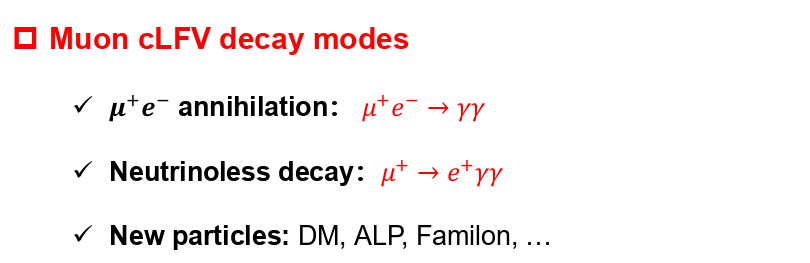 Muon cLFV decay modes
✓ μ⁺e⁻ annihilation: μ⁺e⁻ → γγ
✓ Neutrinoless decay: μ⁺ → e⁺γγ
✓ New particles: DM, ALP, Familon, …